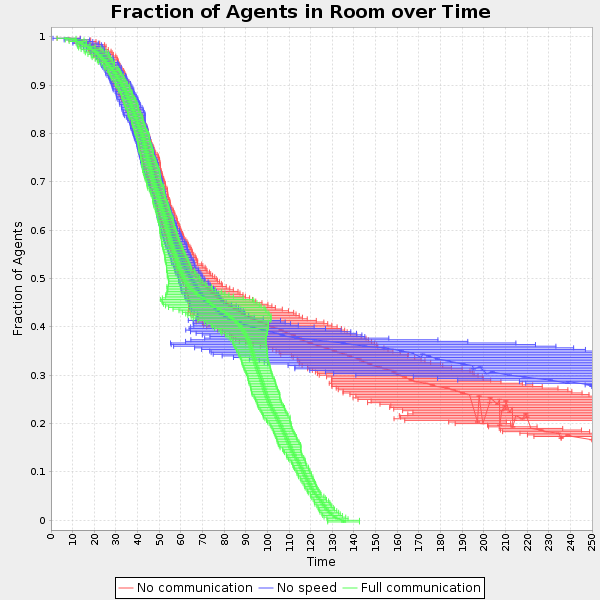 Fraction of Agents in Room over Time
Fraction of Agents
1
0.9
0.8
0.7
0.6
0.5
0.4
0.3
0.2
0.1
0
0 10 20 30 40 50 60 70 80 90 100 110 120 130 140 150 160 170 180 190 200 210 220 230 240 250
Time
No communication No speed Full communication